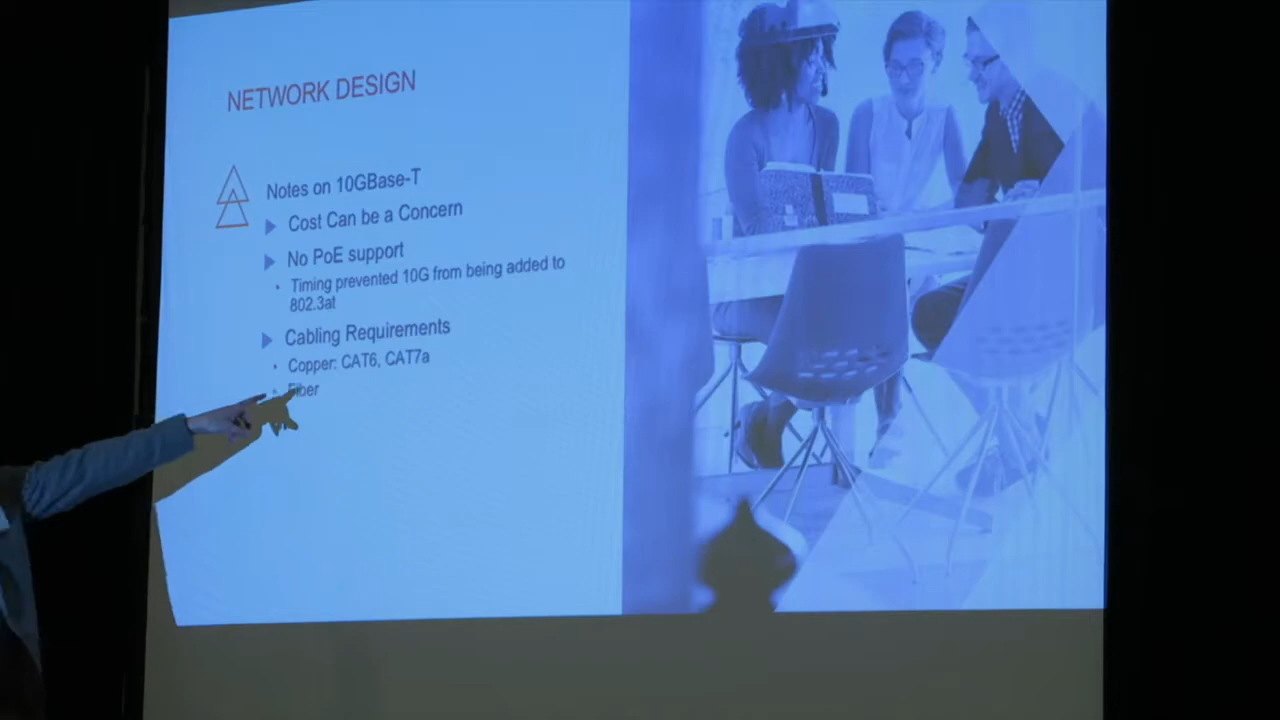 NETWORK DESIGN
Notes on 10GBase-T
Cost Can be a Concern
No PoE support
Timing prevented 10G from being added to
802.3at
Cabling Requirements
Copper: CAT6, CAT7a
Fiber